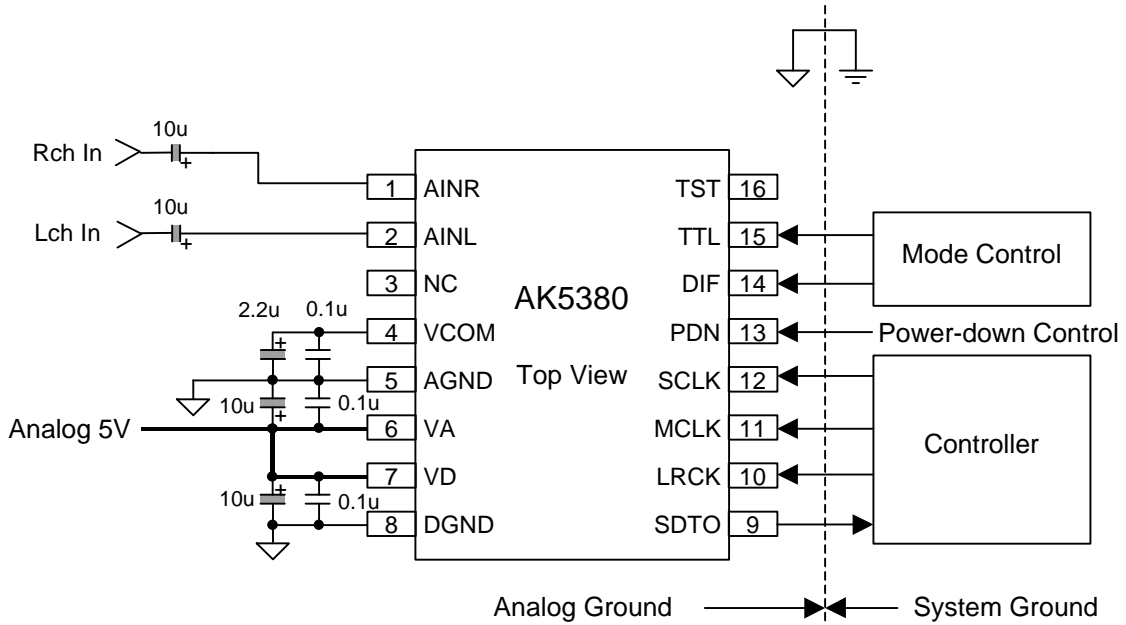 10u
Rch In
+
1
AINR
TST
16
10u
Lch In
+
2
AINL
TTL
15
Mode Control
3
NC
DIF
14
AK5380
2.2u
0.1u
+
4
VCOM
PDN
13
Power-down Control
Top View
5
AGND
SCLK
12
10u
+
0.1u
Analog 5V
6
VA
MCLK
11
Controller
7
VD
LRCK
10
10u
+
0.1u
8
DGND
SDTO
9
Analog Ground
System Ground